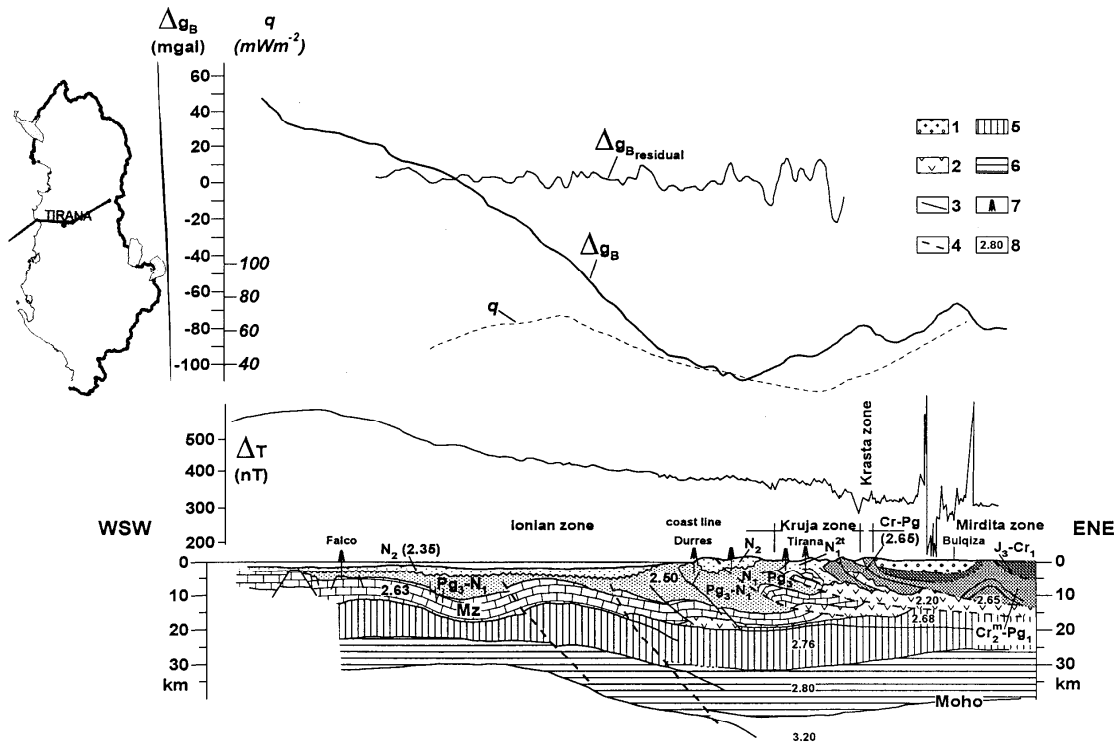 Δg_B q
(mgal) (mWm⁻²)
60
40
20
0
-20
-40
-60
-80
-100
100
80
60
40
TIRANA
Δg_B residual
Δg_B
q
1 5
2 6
3 7
4 2.80 8
ΔT
(nT)
500
400
300
200
Krasta zone
WSW
Ionian zone
coast line
Kruja zone
Cr-Pg
(2.65)
Mirdita zone
ENE
Falco
Durres
Tirana
Bulqiza
N₂ (2.35)
N₂
N₁²ᵗ
J₃-Cr₁
0
10
20
30
km
Pg₃-N₁
2.63
Mz
2.50
Pg₃-N₁
Pg₃
2.20
2.65
2.68
Cr₂ᵐ-Pg₁
2.76
2.80
Moho
3.20
0
10
20
30
km